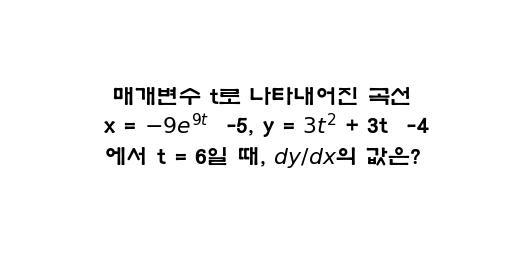 매개변수 t로 나타내어진 곡선
x = $-9e^{9t}$ -5, y = $3t^2$ + 3t -4
에서 t = 6일 때, $dy/dx$의 값은?